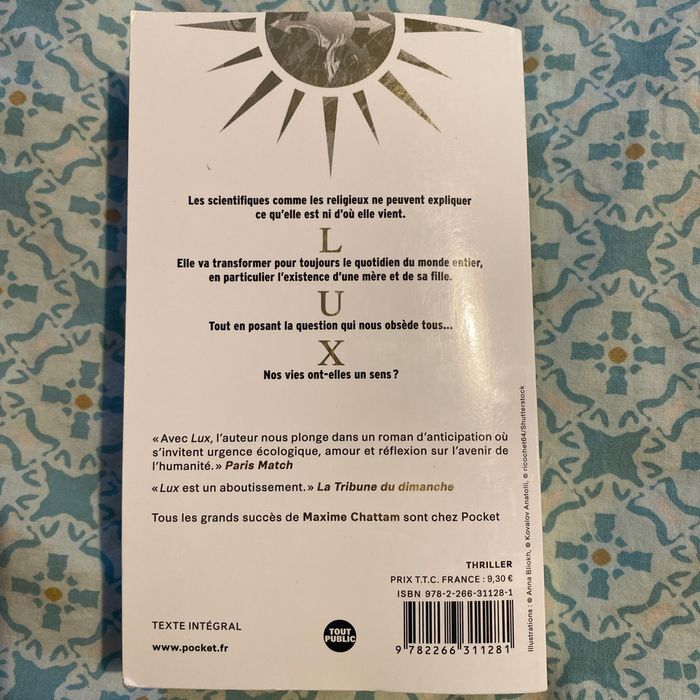 Les scientifiques comme les religieux ne peuvent expliquer
ce qu'elle est ni d'où elle vient.
L
Elle va transformer pour toujours le quotidien du monde entier,
en particulier l'existence d'une mère et de sa fille.
U
Tout en posant la question qui nous obsède tous...
X
Nos vies ont-elles un sens ?
« Avec Lux, l'auteur nous plonge dans un roman d'anticipation où
s'invitent urgence écologique, amour et réflexion sur l'avenir de
l'humanité. » Paris Match
« Lux est un aboutissement. » La Tribune du dimanche
Tous les grands succès de Maxime Chattam sont chez Pocket
THRILLER
PRIX T.T.C. FRANCE : 9,30 €
ISBN 978-2-266-31128-1
9 782266 311281
TEXTE INTÉGRAL
www.pocket.fr
TOUT
PUBLIC
Illustrations : © Anna Bliokh, © Kovalov Anatolii, © ricochet64/Shutterstock